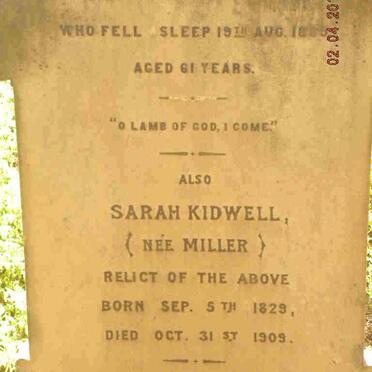 WHO FELL SLEEP 19TH AUG.
AGED 61 YEARS.
"O LAMB OF GOD, I COME."
ALSO
SARAH KIDWELL,
( NÉE MILLER )
RELICT OF THE ABOVE
BORN SEP. 5TH 1829,
DIED OCT. 31ST 1909.